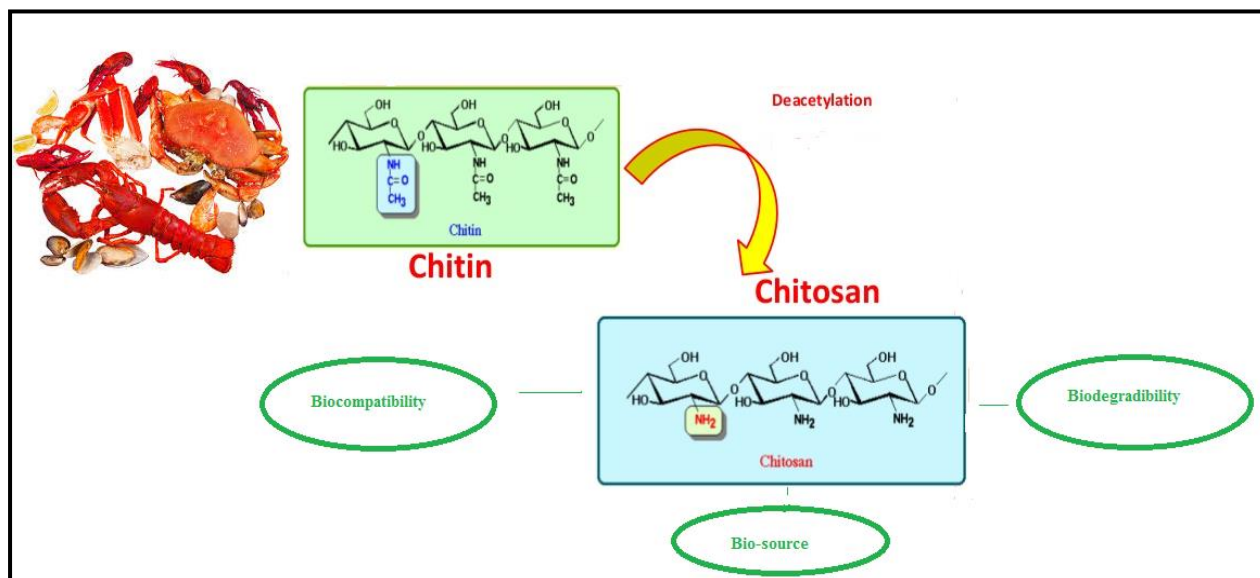 Deacetylation
OH
OH
OH
O
O
O
O
O
O
HO
HO
HO
NH
NH
NH
C=O
C=O
C=O
CH3
CH3
CH3
Chitin
Chitin
Chitosan
OH
OH
OH
O
O
O
O
O
O
HO
HO
HO
NH2
NH2
NH2
Chitosan
Biocompatibility
Biodegradibility
Bio-source